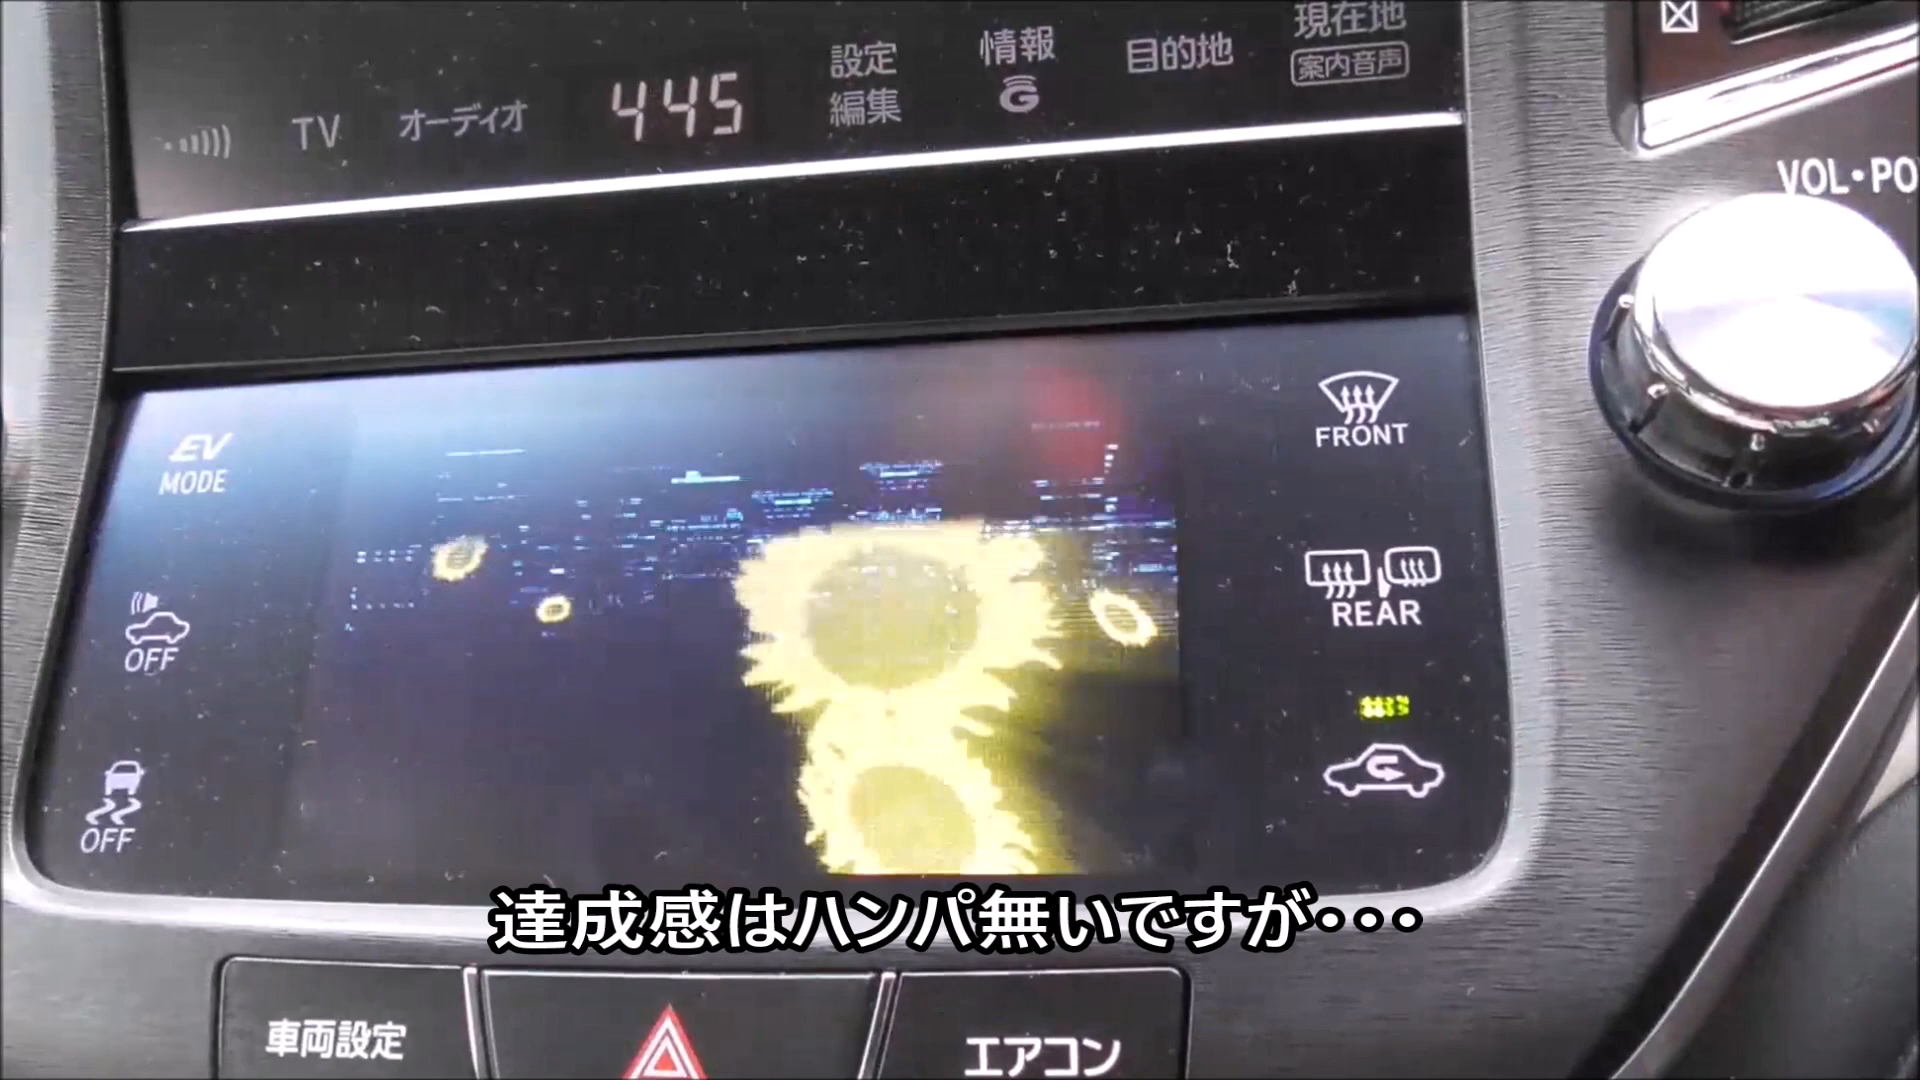 現在地
案内音声
目的地
情報
G
設定
編集
445
オーディオ
TV
VOL・PO
EV
MODE
FRONT
OFF
REAR
OFF
達成感はハンパ無いですが・・・
車両設定
エアコン